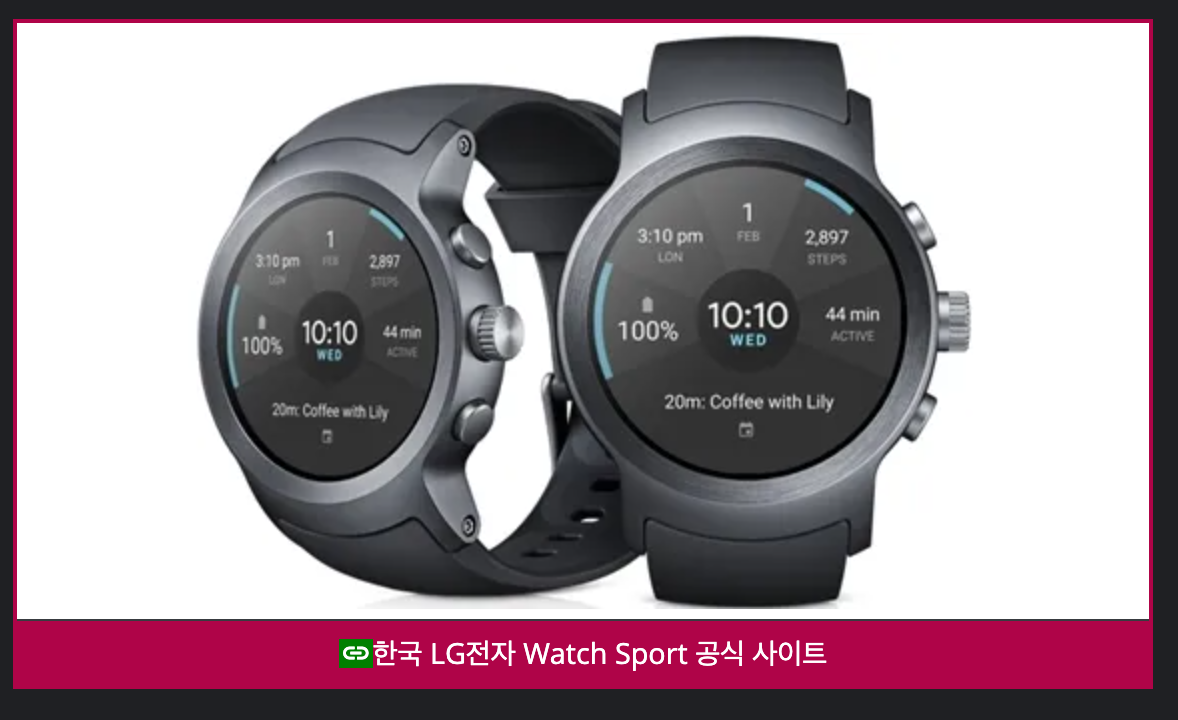 1
FEB
3:10 pm
LON
2,897
STEPS
100%
10:10
WED
44 min
ACTIVE
20m: Coffee with Lily
1
FEB
3:10 pm
LON
2,897
STEPS
100%
10:10
WED
44 min
ACTIVE
20m: Coffee with Lily
한국 LG전자 Watch Sport 공식 사이트